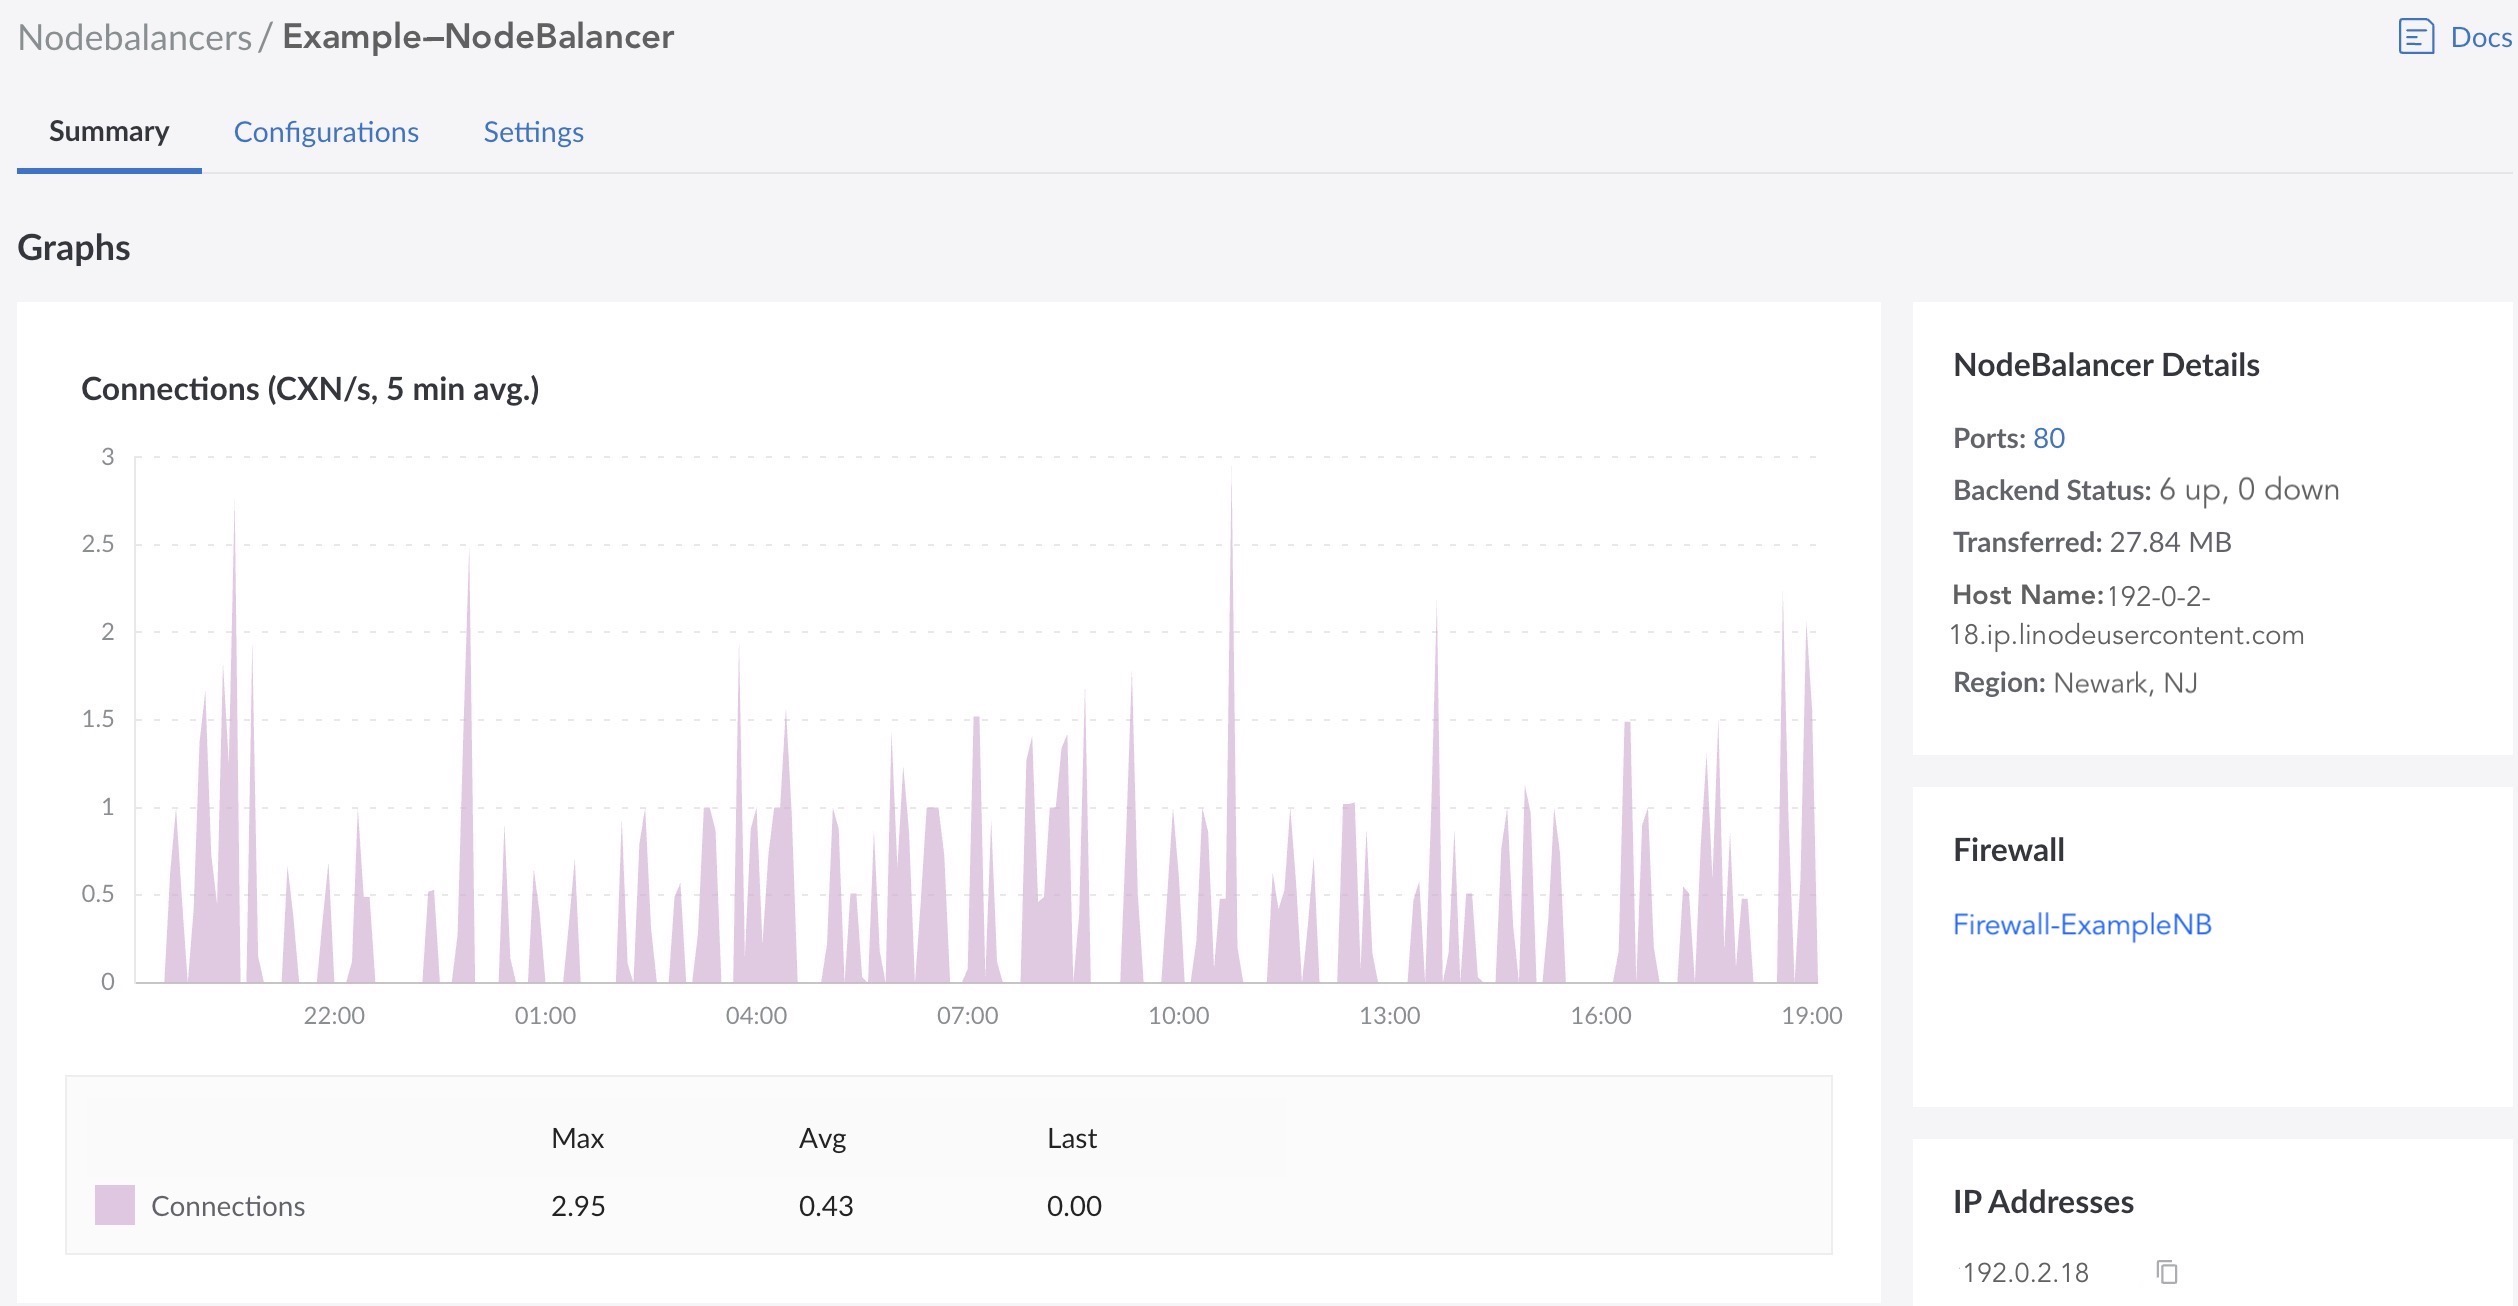 Nodebalancers / Example–NodeBalancer
Docs
Summary
Configurations
Settings
Graphs
Connections (CXN/s, 5 min avg.)
3
2.5
2
1.5
1
0.5
0
22:00 01:00 04:00 07:00 10:00 13:00 16:00 19:00
Max Avg Last
Connections 2.95 0.43 0.00
NodeBalancer Details
Ports: 80
Backend Status: 6 up, 0 down
Transferred: 27.84 MB
Host Name:192-0-2-
18.ip.linodeusercontent.com
Region: Newark, NJ
Firewall
Firewall-ExampleNB
IP Addresses
192.0.2.18